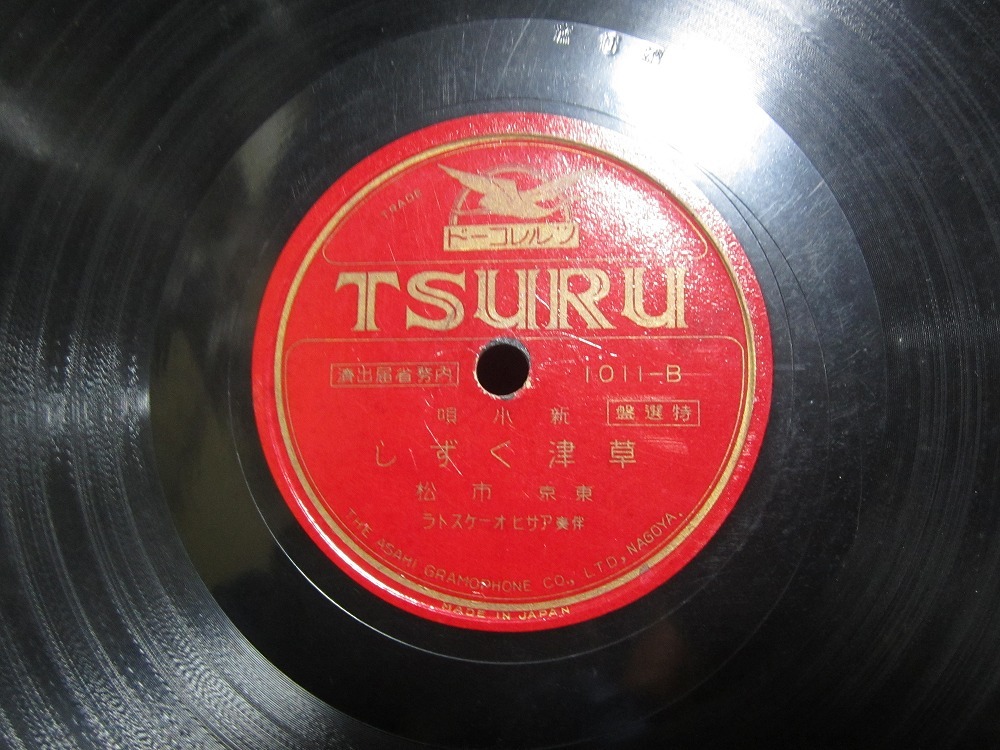 TRADE
ツルレコード
TSURU
内務省届出濟
1011-B
特選盤
新小唄
草津くずし
東京 市松
伴奏アサヒオーケストラ
THE ASAHI GRAMOPHONE CO., LTD, NAGOYA.
MADE IN JAPAN